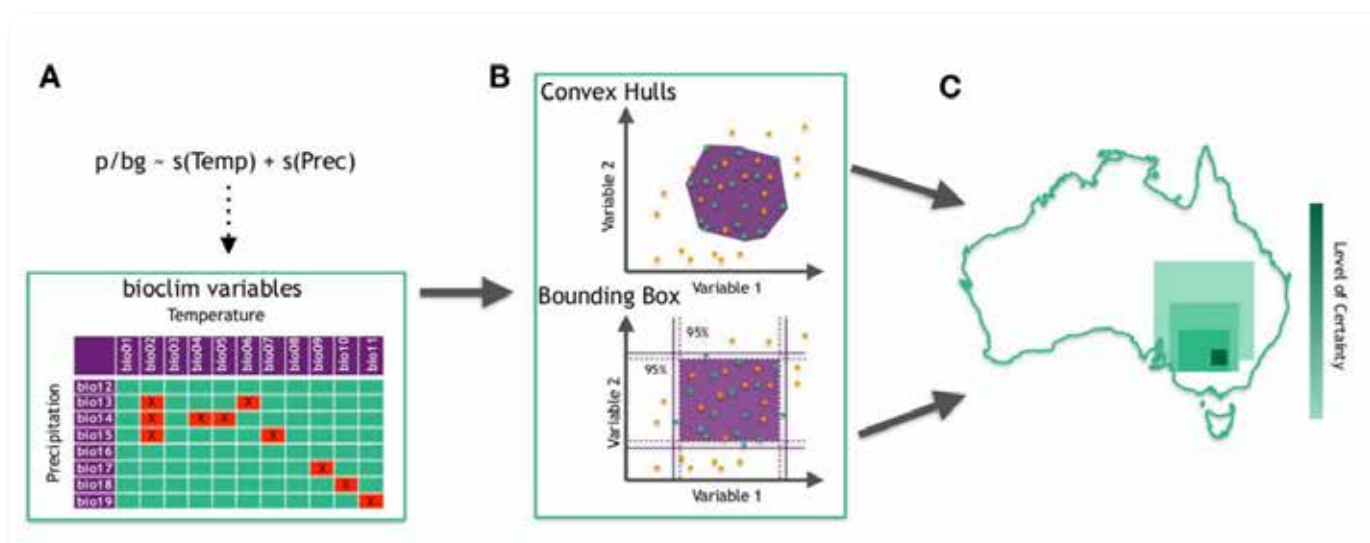 A
p/bg ~ s(Temp) + s(Prec)
bioclim variables
Temperature
bio01 bio02 bio03 bio04 bio05 bio06 bio07 bio08 bio09 bio10 bio11
Precipitation
bio12
bio13 X X
bio14 X X X
bio15 X X
bio16
bio17 X
bio18 X
bio19 X
B
Convex Hulls
Variable 2
Variable 1
Bounding Box
95%
95%
Variable 2
Variable 1
C
Level of Certainty